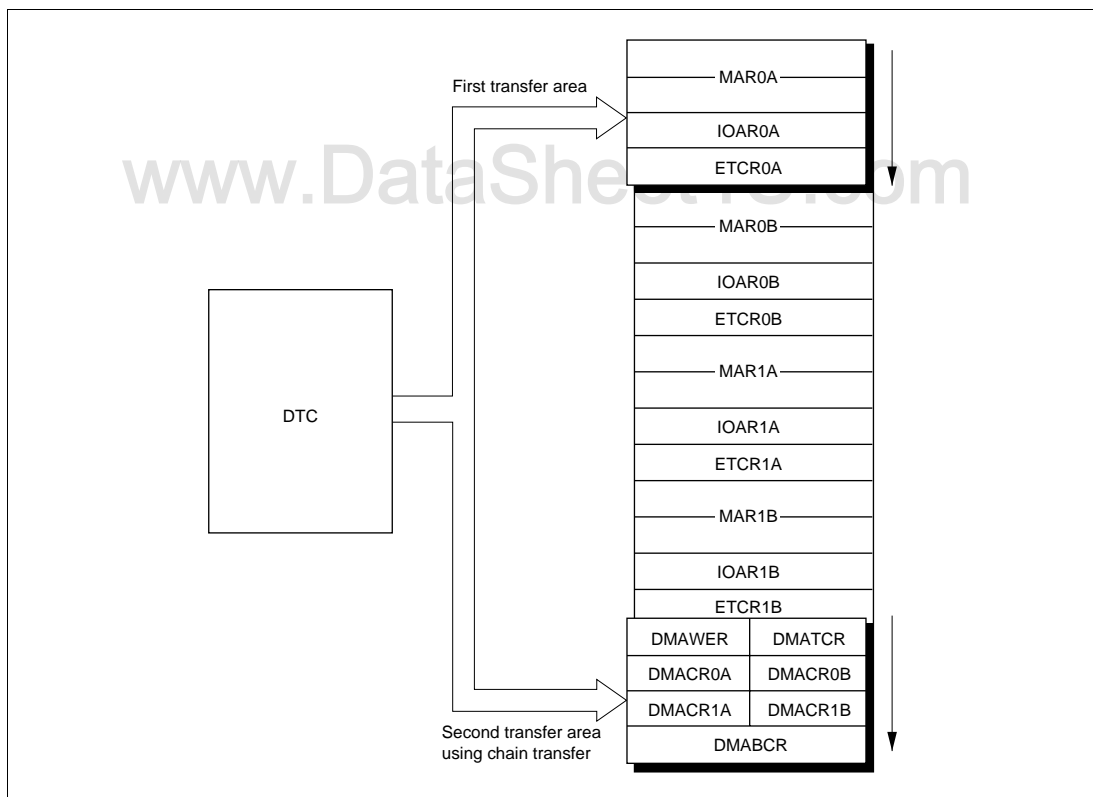 First transfer area
MAR0A
IOAR0A
ETCR0A
www.DataSheet4U.com
MAR0B
IOAR0B
ETCR0B
MAR1A
DTC
IOAR1A
ETCR1A
MAR1B
IOAR1B
ETCR1B
DMAWER DMATCR
DMACR0A DMACR0B
DMACR1A DMACR1B
Second transfer area
using chain transfer
DMABCR